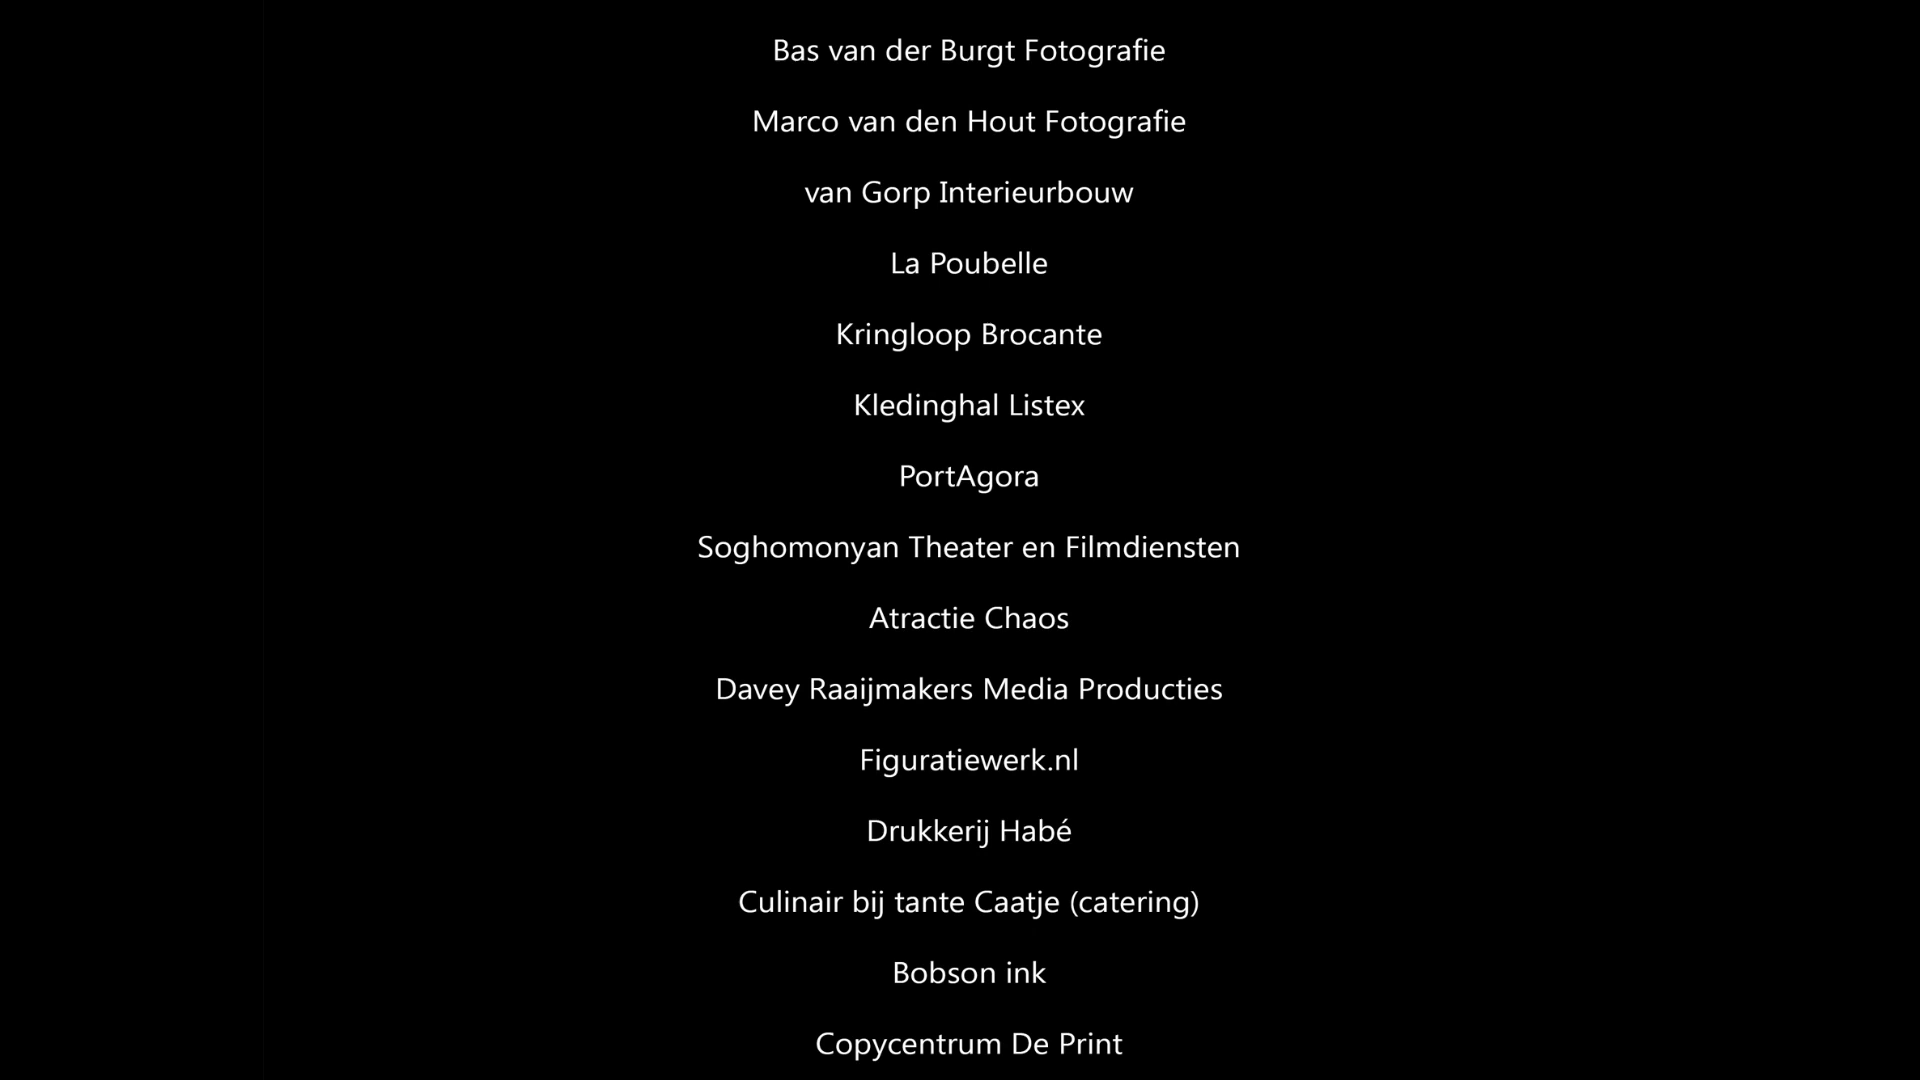 Bas van der Burgt Fotografie
Marco van den Hout Fotografie
van Gorp Interieurbouw
La Poubelle
Kringloop Brocante
Kledinghal Listex
PortAgora
Soghomonyan Theater en Filmdiensten
Atractie Chaos
Davey Raaijmakers Media Producties
Figuratiewerk.nl
Drukkerij Habé
Culinair bij tante Caatje (catering)
Bobson ink
Copycentrum De Print